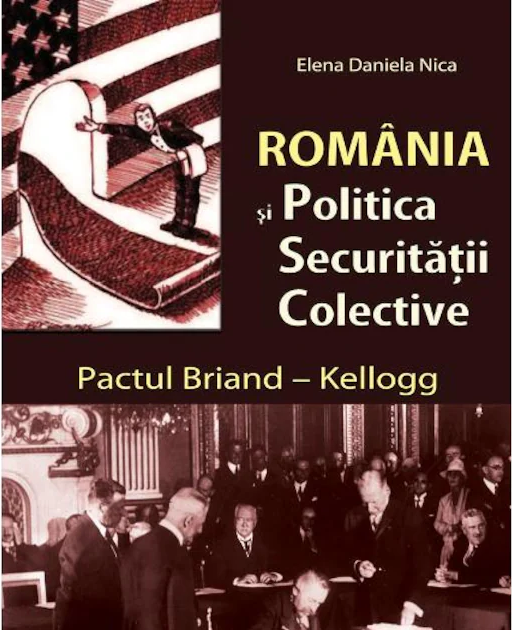 Elena Daniela Nica
ROMÂNIA
și Politica
Securității
Colective
Pactul Briand – Kellogg